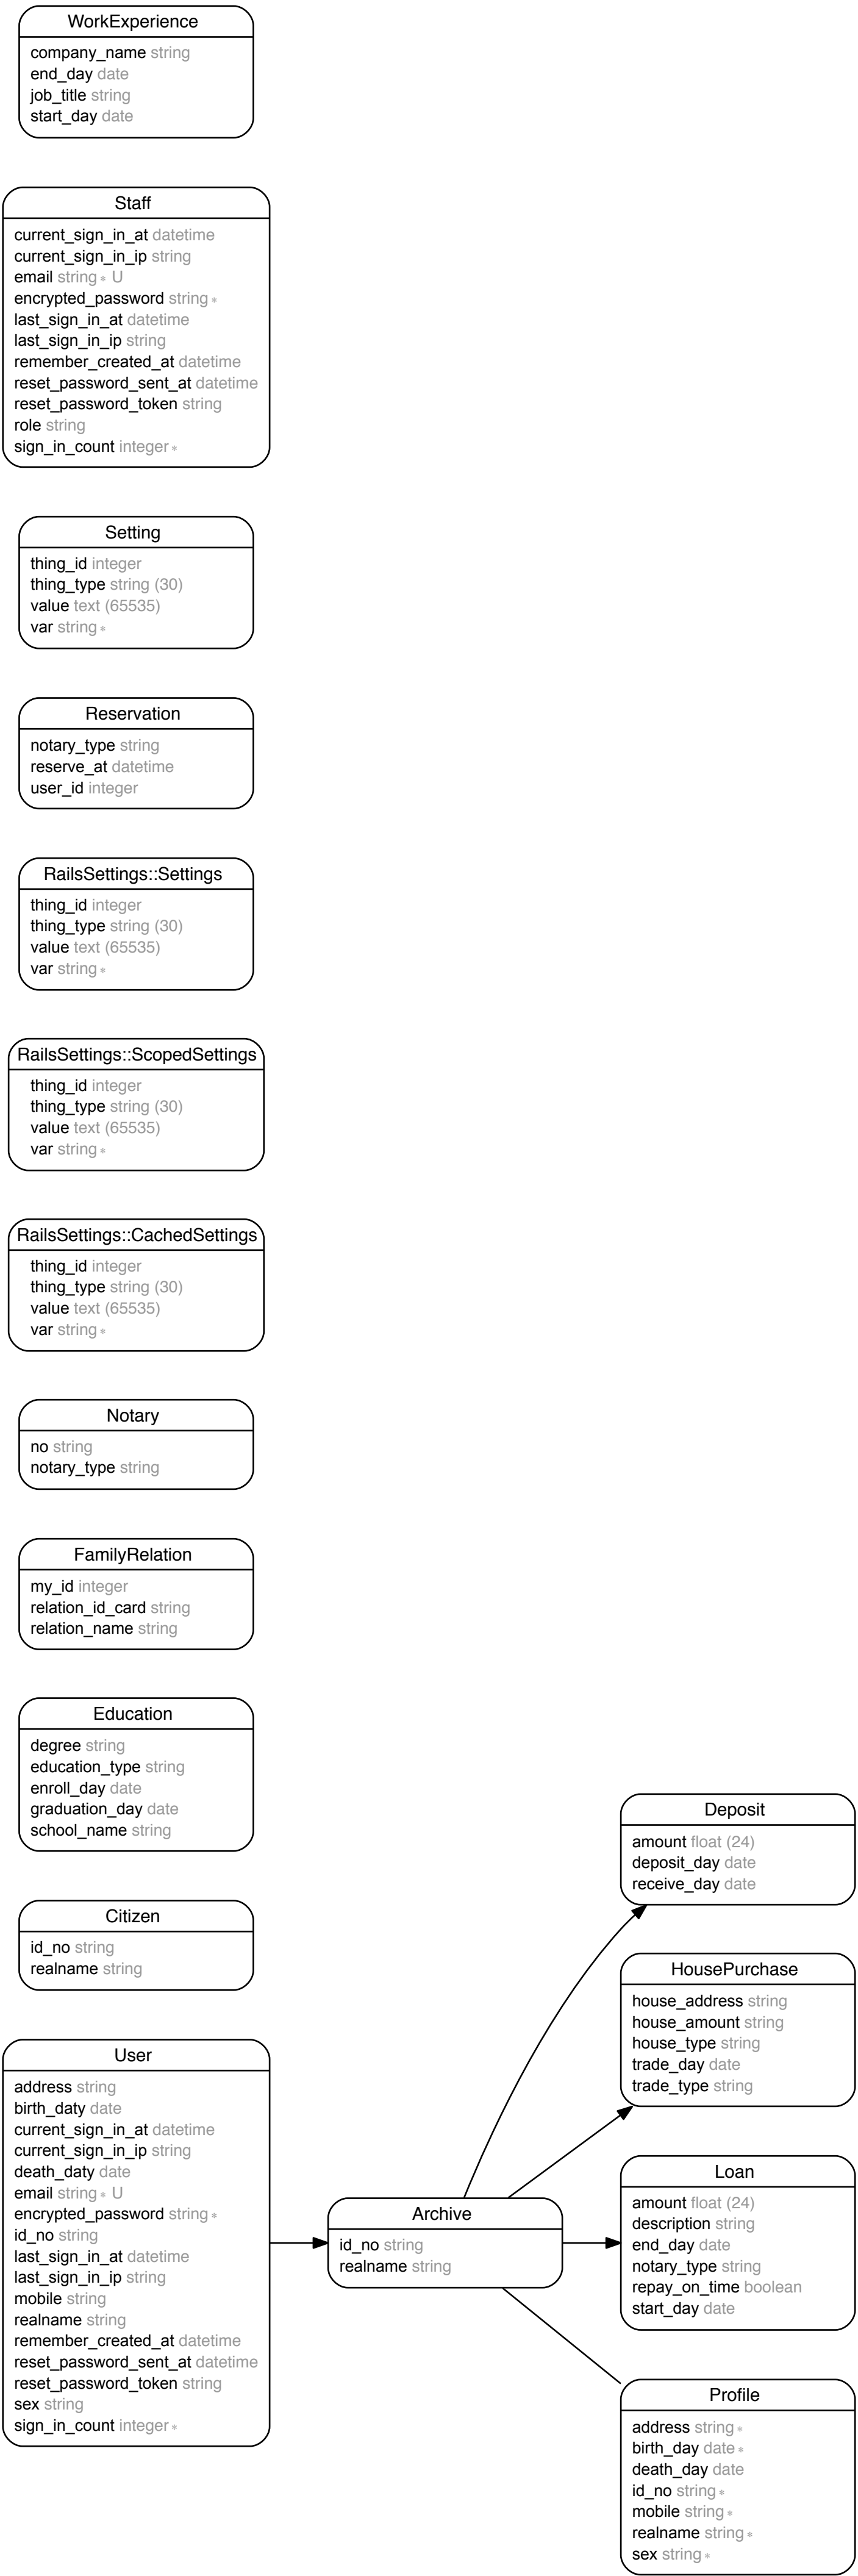 WorkExperience
company_name string
end_day date
job_title string
start_day date
Staff
current_sign_in_at datetime
current_sign_in_ip string
email string * U
encrypted_password string *
last_sign_in_at datetime
last_sign_in_ip string
remember_created_at datetime
reset_password_sent_at datetime
reset_password_token string
role string
sign_in_count integer *
Setting
thing_id integer
thing_type string (30)
value text (65535)
var string *
Reservation
notary_type string
reserve_at datetime
user_id integer
RailsSettings::Settings
thing_id integer
thing_type string (30)
value text (65535)
var string *
RailsSettings::ScopedSettings
thing_id integer
thing_type string (30)
value text (65535)
var string *
RailsSettings::CachedSettings
thing_id integer
thing_type string (30)
value text (65535)
var string *
Notary
no string
notary_type string
FamilyRelation
my_id integer
relation_id_card string
relation_name string
Education
degree string
education_type string
enroll_day date
graduation_day date
school_name string
Citizen
id_no string
realname string
User
address string
birth_daty date
current_sign_in_at datetime
current_sign_in_ip string
death_daty date
email string * U
encrypted_password string *
id_no string
last_sign_in_at datetime
last_sign_in_ip string
mobile string
realname string
remember_created_at datetime
reset_password_sent_at datetime
reset_password_token string
sex string
sign_in_count integer *
Archive
id_no string
realname string
Deposit
amount float (24)
deposit_day date
receive_day date
HousePurchase
house_address string
house_amount string
house_type string
trade_day date
trade_type string
Loan
amount float (24)
description string
end_day date
notary_type string
repay_on_time boolean
start_day date
Profile
address string *
birth_day date *
death_day date
id_no string *
mobile string *
realname string *
sex string *